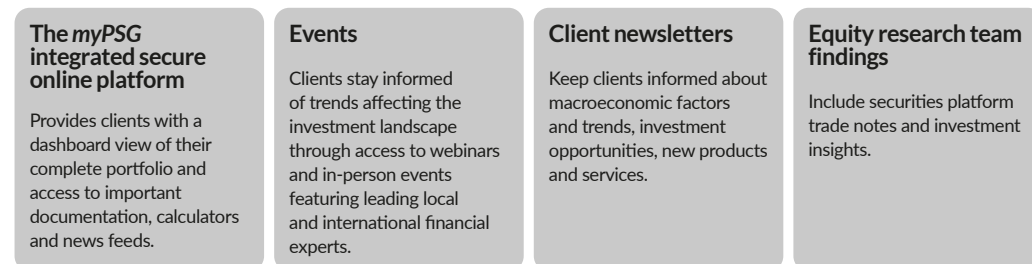 The myPSG
integrated secure
online platform
Provides clients with a
dashboard view of their
complete portfolio and
access to important
documentation, calculators
and news feeds.
Events
Clients stay informed
of trends affecting the
investment landscape
through access to webinars
and in-person events
featuring leading local
and international financial
experts.
Client newsletters
Keep clients informed about
macroeconomic factors
and trends, investment
opportunities, new products
and services.
Equity research team
findings
Include securities platform
trade notes and investment
insights.